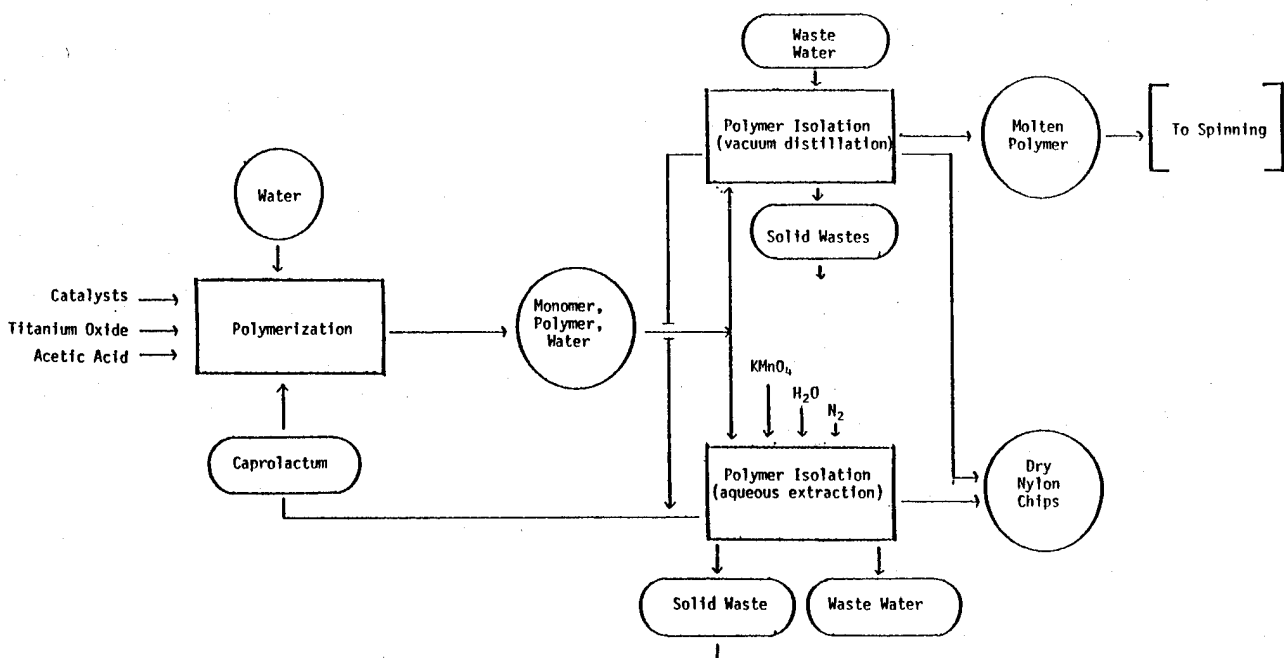 Waste
Water
Polymer Isolation
(vacuum distillation)
Molten
Polymer
To Spinning
Water
Solid Wastes
Catalysts
Titanium Oxide
Acetic Acid
Polymerization
Monomer,
Polymer,
Water
KMnO₄
H₂O
N₂
Caprolactum
Polymer Isolation
(aqueous extraction)
Dry
Nylon
Chips
Solid Waste
Waste Water